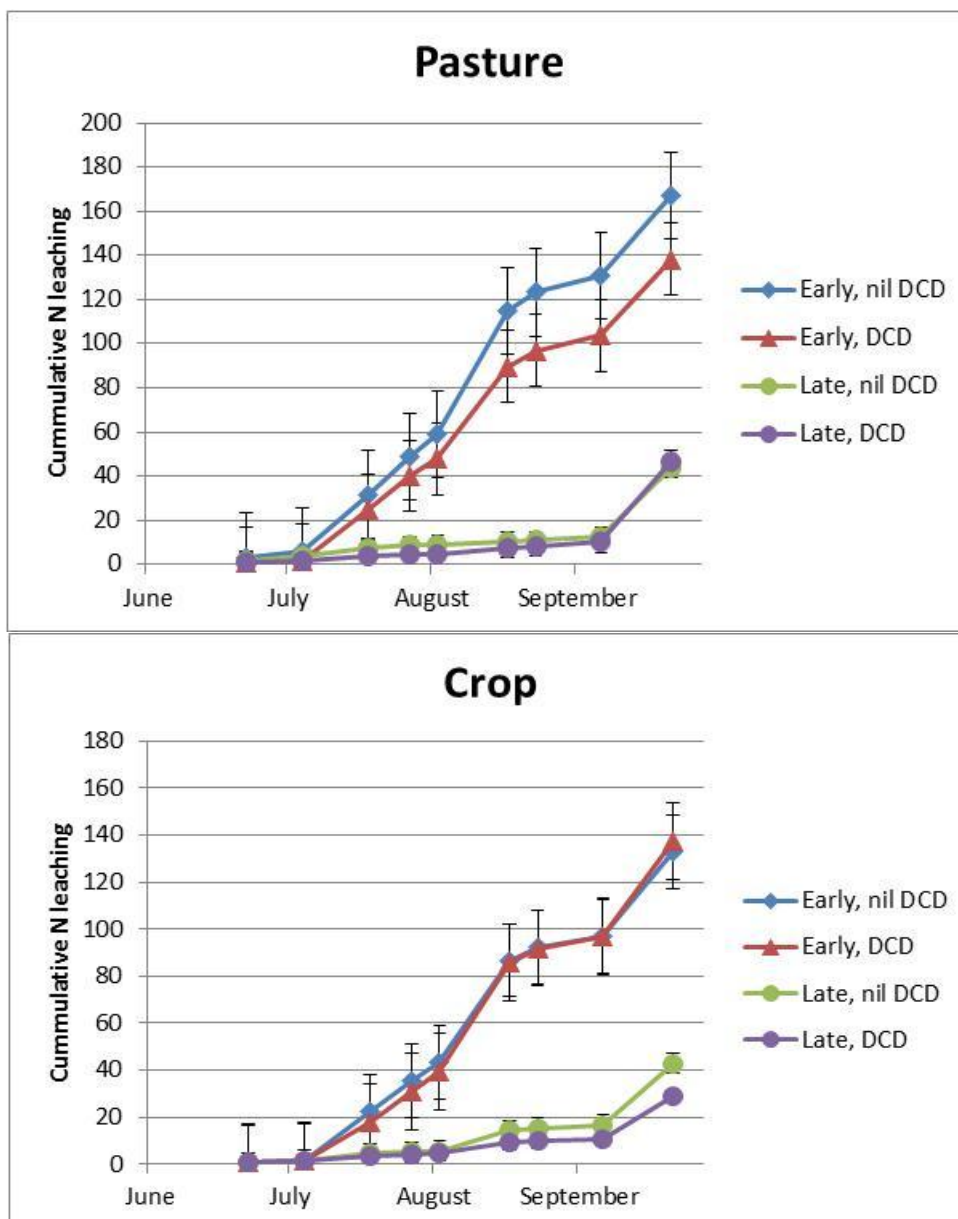 Pasture
Cummulative N leaching
200
180
160
140
120
100
80
60
40
20
0
June
July
August
September
Early, nil DCD
Early, DCD
Late, nil DCD
Late, DCD
Crop
Cummulative N leaching
180
160
140
120
100
80
60
40
20
0
June
July
August
September
Early, nil DCD
Early, DCD
Late, nil DCD
Late, DCD